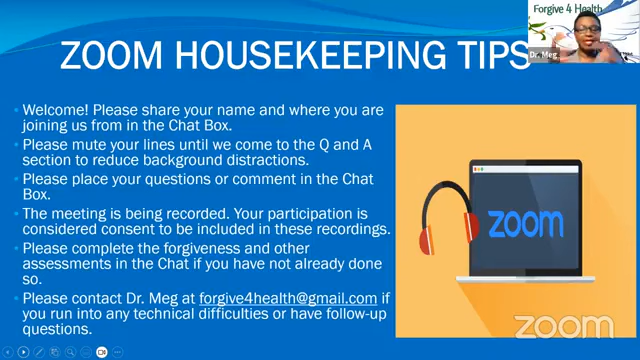 Forgive 4 Health
Dr. Meg
ZOOM HOUSEKEEPING TIPS
• Welcome! Please share your name and where you are
joining us from in the Chat Box.
• Please mute your lines until we come to the Q and A
section to reduce background distractions.
• Please place your questions or comment in the Chat
Box.
• The meeting is being recorded. Your participation is
considered consent to be included in these recordings.
• Please complete the forgiveness and other
assessments in the Chat if you have not already done
so.
• Please contact Dr. Meg at forgive4health@gmail.com if
you run into any technical difficulties or have follow-up
questions.
zoom
zoom